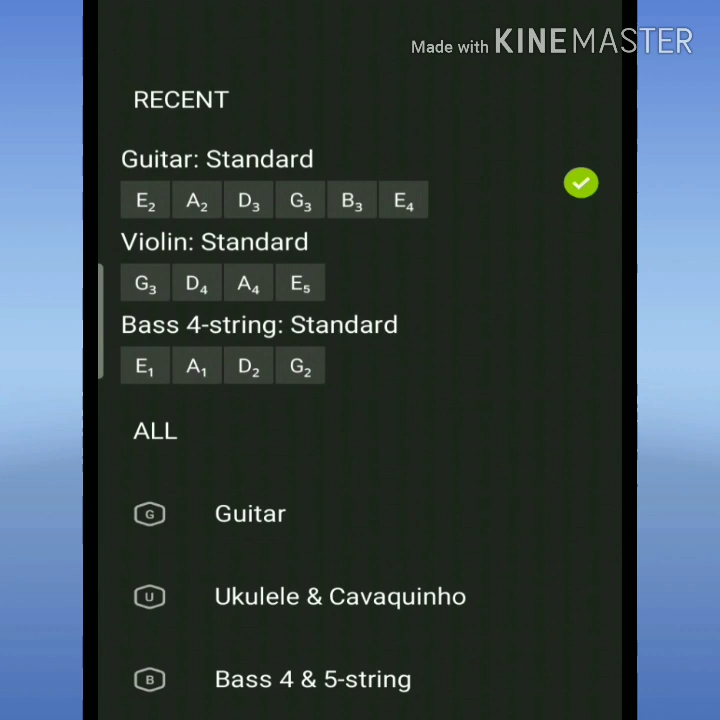 Made with KINEMASTER
RECENT
Guitar: Standard
E2 A2 D3 G3 B3 E4
Violin: Standard
G3 D4 A4 E5
Bass 4-string: Standard
E1 A1 D2 G2
ALL
G Guitar
U Ukulele & Cavaquinho
B Bass 4 & 5-string